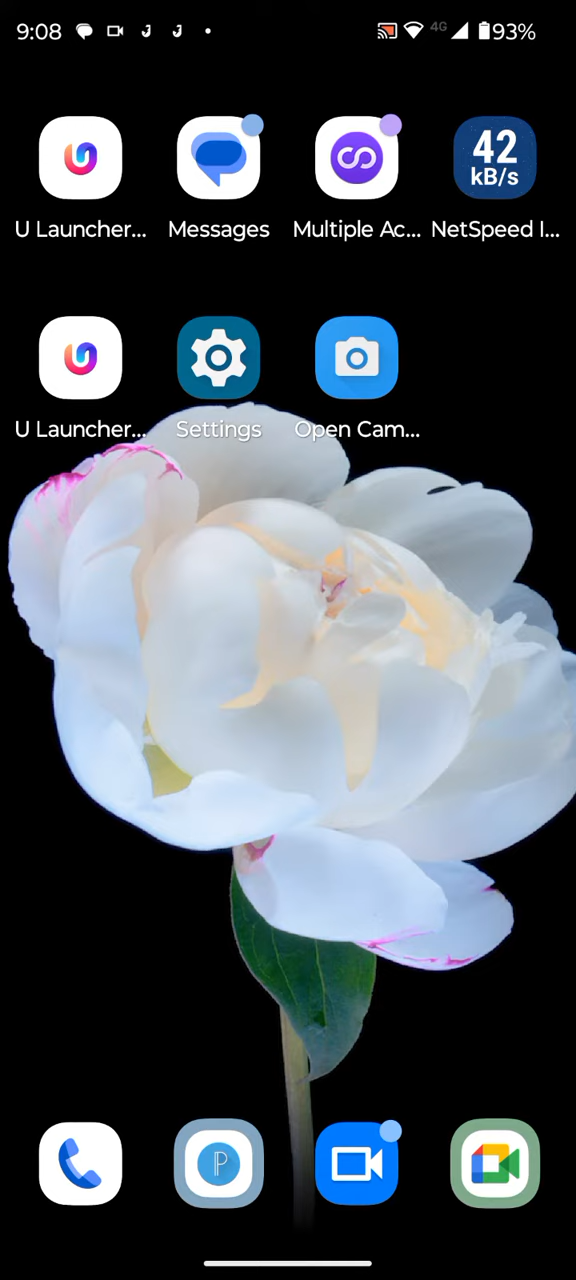 9:08
4G
93%
42
kB/s
U Launcher...
Messages
Multiple Ac...
NetSpeed I...
U Launcher...
Settings
Open Cam...